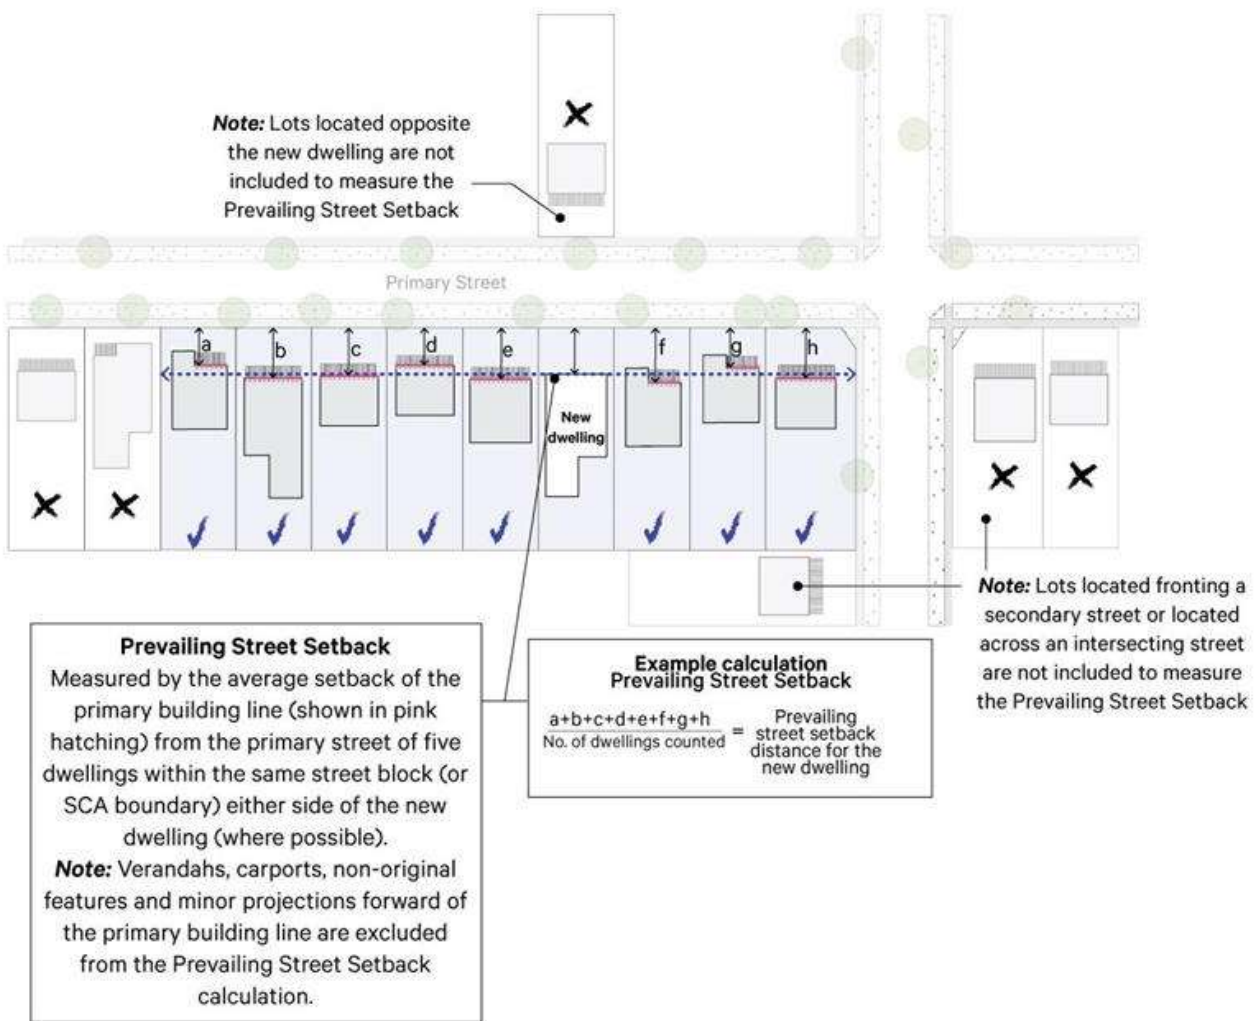 Note: Lots located opposite
the new dwelling are not
included to measure the
Prevailing Street Setback
Primary Street
a
b
c
d
e
f
g
h
New
dwelling
Note: Lots located fronting a
secondary street or located
across an intersecting street
are not included to measure
the Prevailing Street Setback
Prevailing Street Setback
Measured by the average setback of the
primary building line (shown in pink
hatching) from the primary street of five
dwellings within the same street block (or
SCA boundary) either side of the new
dwelling (where possible).
Note: Verandahs, carports, non-original
features and minor projections forward of
the primary building line are excluded
from the Prevailing Street Setback
calculation.
Example calculation
Prevailing Street Setback
a+b+c+d+e+f+g+h
No. of dwellings counted
=
Prevailing
street setback
distance for the
new dwelling